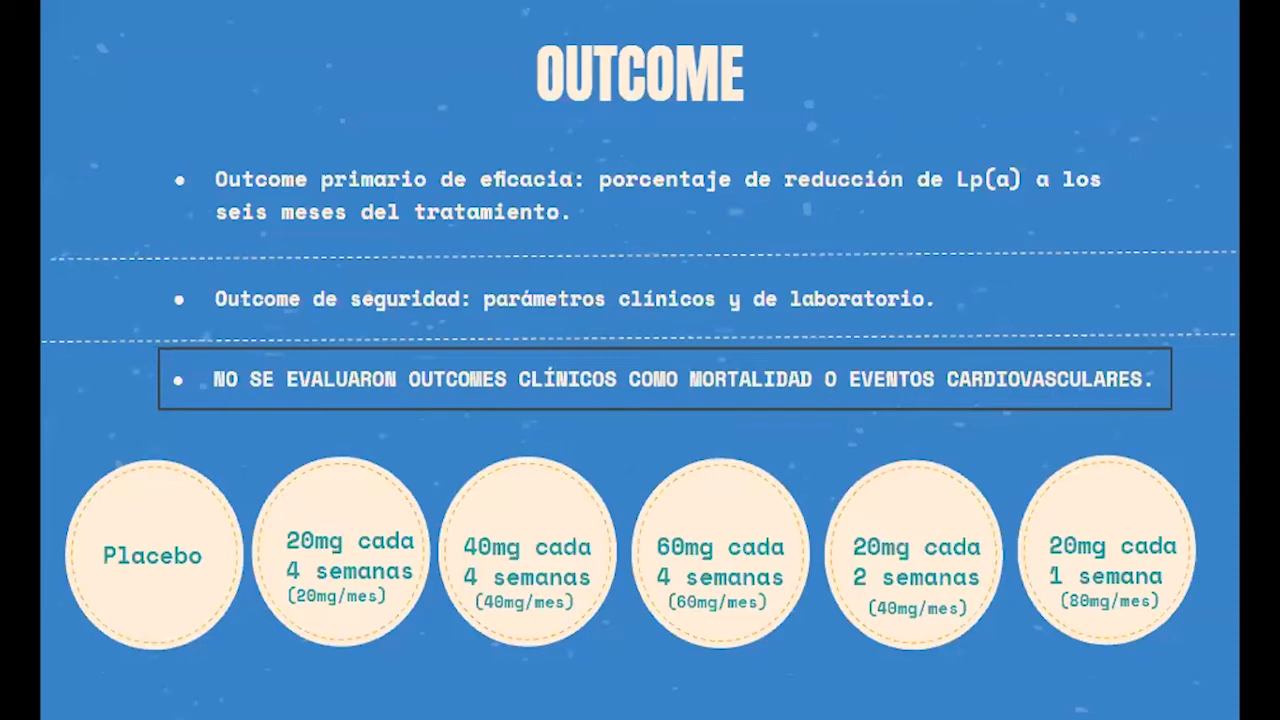 OUTCOME
• Outcome primario de eficacia: porcentaje de reducción de Lp(a) a los
seis meses del tratamiento.
• Outcome de seguridad: parámetros clínicos y de laboratorio.
• NO SE EVALUARON OUTCOMES CLÍNICOS COMO MORTALIDAD O EVENTOS CARDIOVASCULARES.
Placebo
20mg cada
4 semanas
(20mg/mes)
40mg cada
4 semanas
(40mg/mes)
60mg cada
4 semanas
(60mg/mes)
20mg cada
2 semanas
(40mg/mes)
20mg cada
1 semana
(80mg/mes)